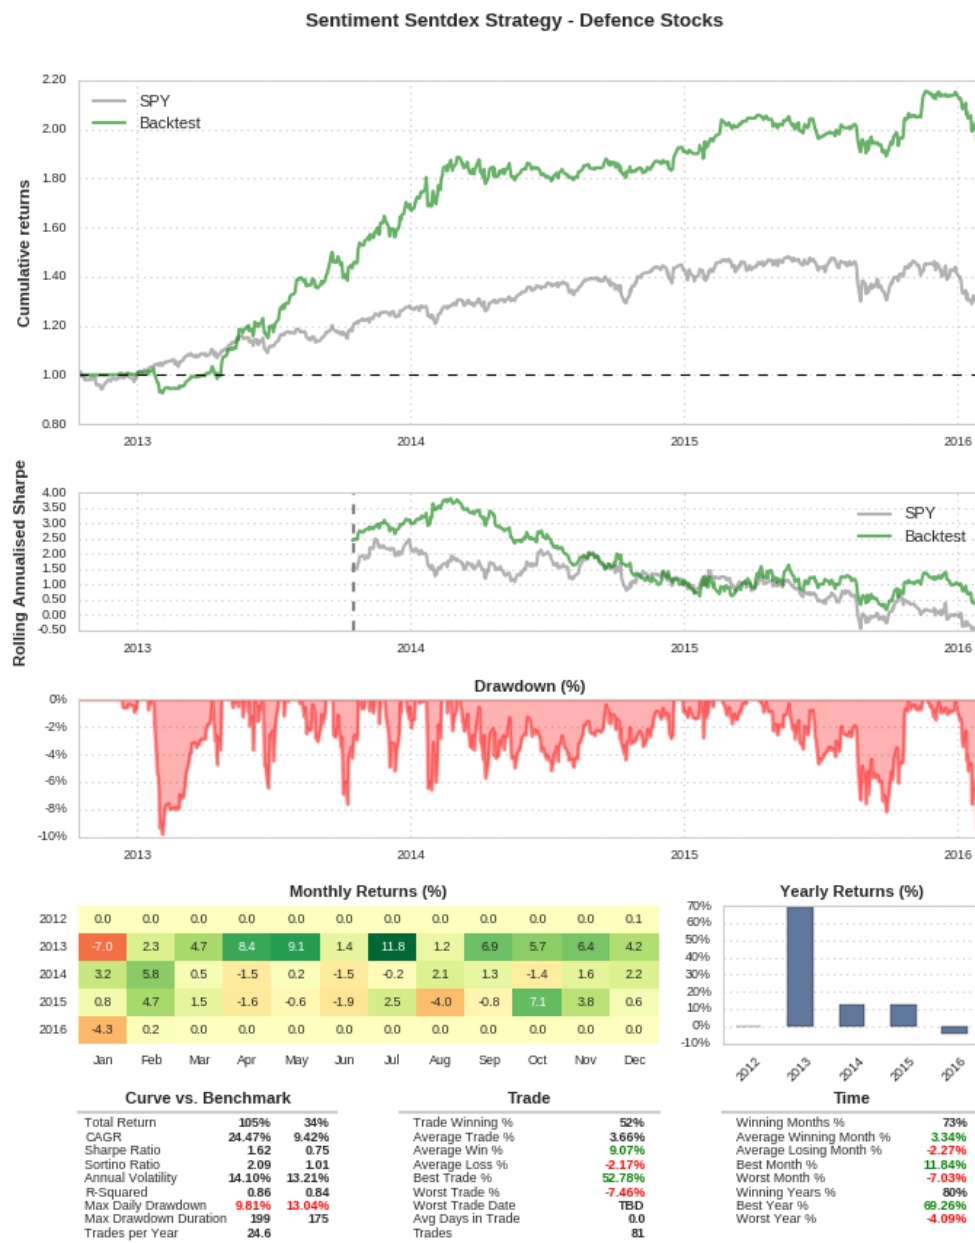 Sentiment Sentdex Strategy - Defence Stocks
2.20
2.00
1.80
1.60
1.40
1.20
1.00
0.80
Cumulative returns
SPY
Backtest
2013 2014 2015 2016
4.00
3.50
3.00
2.50
2.00
1.50
1.00
0.50
0.00
-0.50
Rolling Annualised Sharpe
SPY
Backtest
2013 2014 2015 2016
Drawdown (%)
0%
-2%
-4%
-6%
-8%
-10%
2013 2014 2015 2016
Monthly Returns (%)
2012 0.0 0.0 0.0 0.0 0.0 0.0 0.0 0.0 0.0 0.0 0.0 0.1
2013 -7.0 2.3 4.7 8.4 9.1 1.4 11.8 1.2 6.9 5.7 6.4 4.2
2014 3.2 5.8 0.5 -1.5 0.2 -1.5 -0.2 2.1 1.3 -1.4 1.6 2.2
2015 0.8 4.7 1.5 -1.6 -0.6 -1.9 2.5 -4.0 -0.8 7.1 3.8 0.6
2016 -4.3 0.2 0.0 0.0 0.0 0.0 0.0 0.0 0.0 0.0 0.0 0.0
Jan Feb Mar Apr May Jun Jul Aug Sep Oct Nov Dec
Yearly Returns (%)
70%
60%
50%
40%
30%
20%
10%
0%
-10%
2012 2013 2014 2015 2016
Curve vs. Benchmark
Total Return 105% 34%
CAGR 24.47% 9.42%
Sharpe Ratio 1.62 0.75
Sortino Ratio 2.09 1.01
Annual Volatility 14.10% 13.21%
R-Squared 0.86 0.84
Max Daily Drawdown 9.81% 13.04%
Max Drawdown Duration 199 175
Trades per Year 24.6
Trade
Trade Winning % 52%
Average Trade % 3.66%
Average Win % 9.07%
Average Loss % -2.17%
Best Trade % 52.78%
Worst Trade % -7.46%
Worst Trade Date TBD
Avg Days in Trade 0.0
Trades 81
Time
Winning Months % 73%
Average Winning Month % 3.34%
Average Losing Month % -2.27%
Best Month % 11.84%
Worst Month % -7.03%
Winning Years % 80%
Best Year % 69.26%
Worst Year % -4.09%